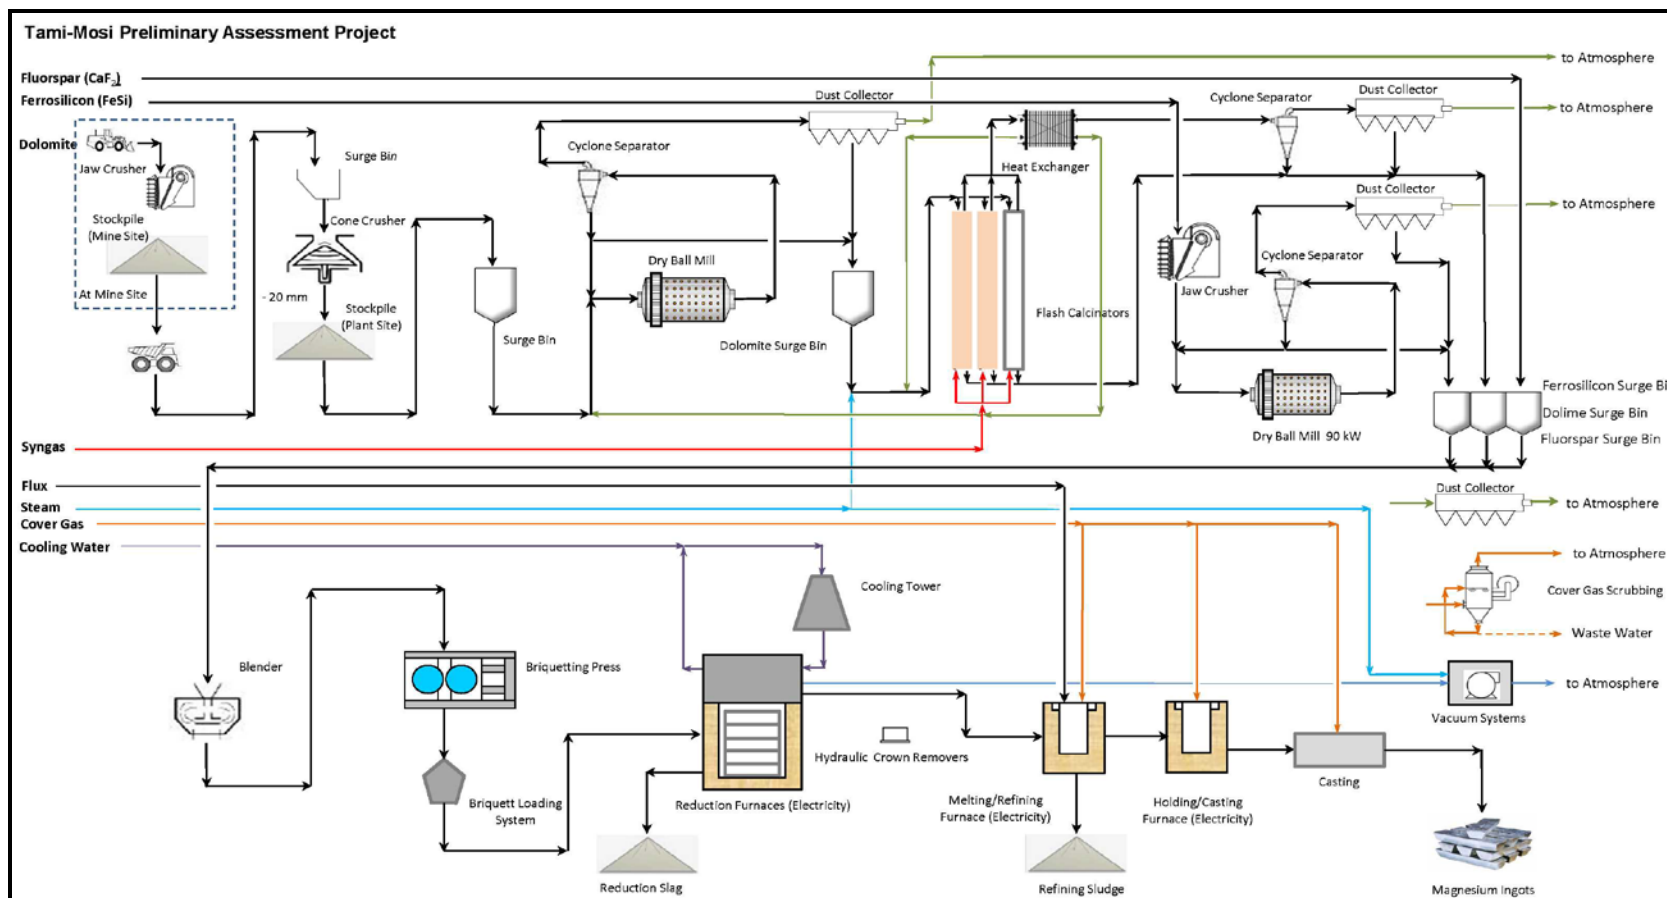 Tami-Mosi Preliminary Assessment Project
to Atmosphere
Fluorspar (CaF2)
Ferrosilicon (FeSi)
Dust Collector
Cyclone Separator
Dust Collector
to Atmosphere
Dolomite
Jaw Crusher
Surge Bin
Cyclone Separator
Heat Exchanger
Dust Collector
to Atmosphere
Stockpile
(Mine Site)
Cone Crusher
Dry Ball Mill
Cyclone Separator
Jaw Crusher
At Mine Site
- 20 mm
Stockpile
(Plant Site)
Surge Bin
Dolomite Surge Bin
Flash Calcinators
Ferrosilicon Surge Bi
Dolime Surge Bin
Fluorspar Surge Bin
Dry Ball Mill 90 kW
Syngas
Flux
Steam
Cover Gas
Cooling Water
Dust Collector
to Atmosphere
to Atmosphere
Cover Gas Scrubbing
Waste Water
Cooling Tower
Blender
Briquetting Press
to Atmosphere
Vacuum Systems
Hydraulic Crown Removers
Casting
Briquett Loading
System
Reduction Furnaces (Electricity)
Melting/Refining
Furnace (Electricity)
Holding/Casting
Furnace (Electricity)
Reduction Slag
Refining Sludge
Magnesium Ingots